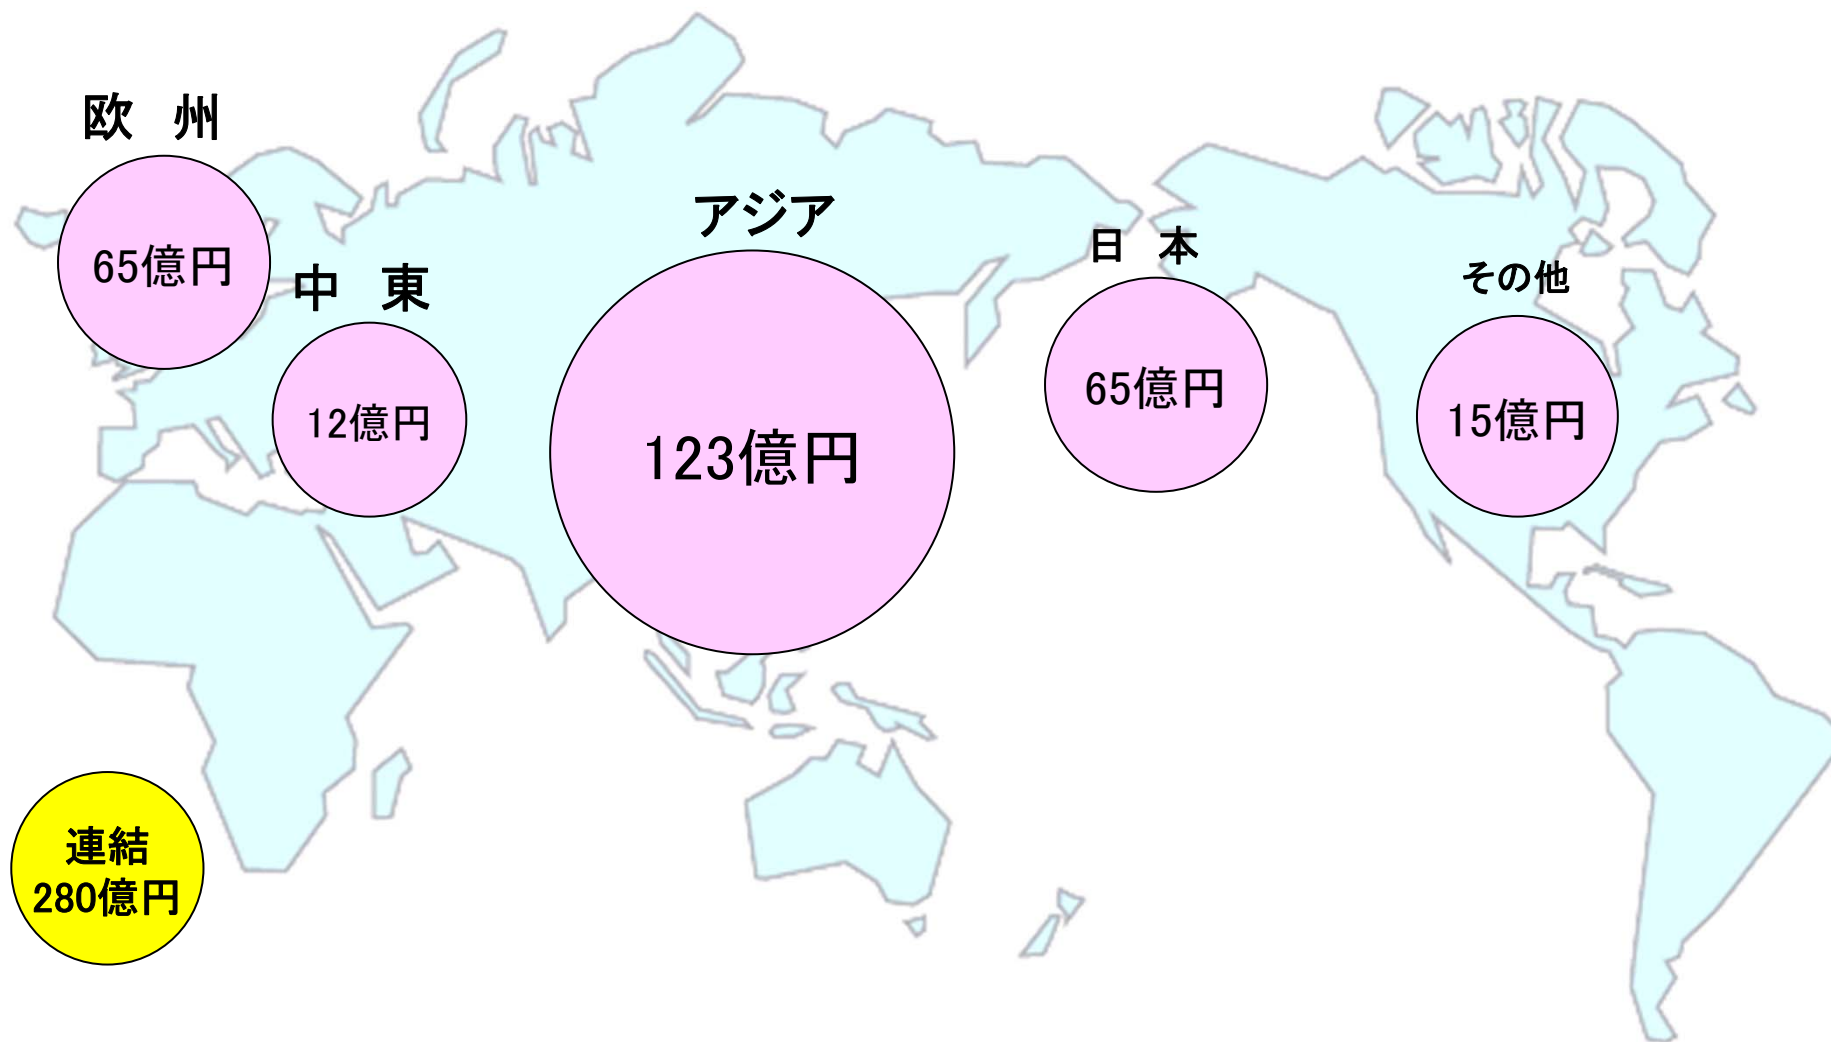 欧　州
65億円
中　東
12億円
アジア
123億円
日　本
65億円
その他
15億円
連結
280億円